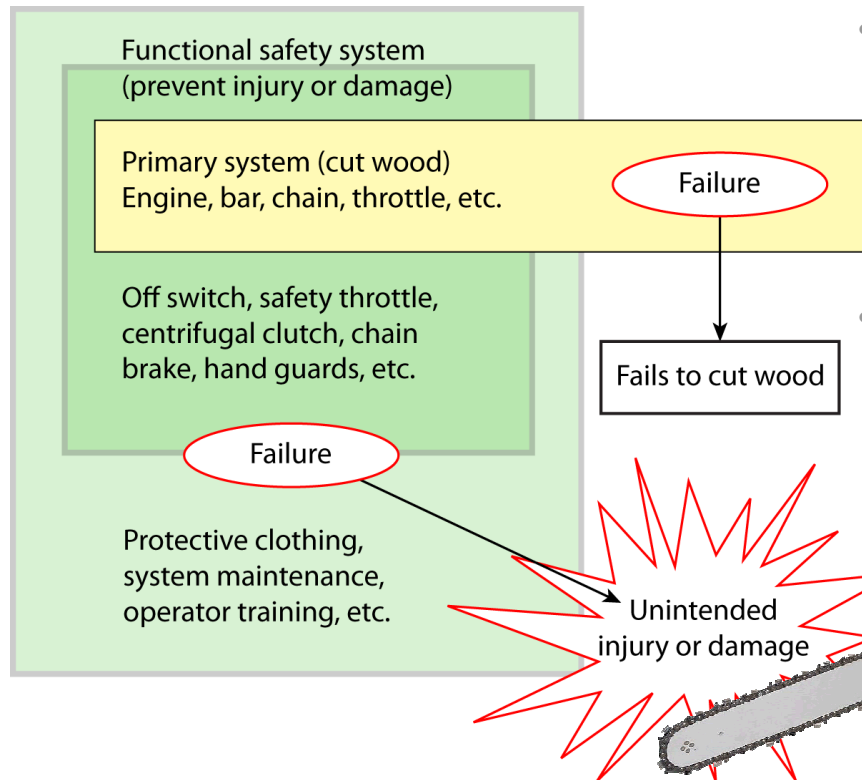 Functional safety system
(prevent injury or damage)
Primary system (cut wood)
Engine, bar, chain, throttle, etc.
Failure
Off switch, safety throttle,
centrifugal clutch, chain
brake, hand guards, etc.
Fails to cut wood
Failure
Protective clothing,
system maintenance,
operator training, etc.
Unintended
injury or damage